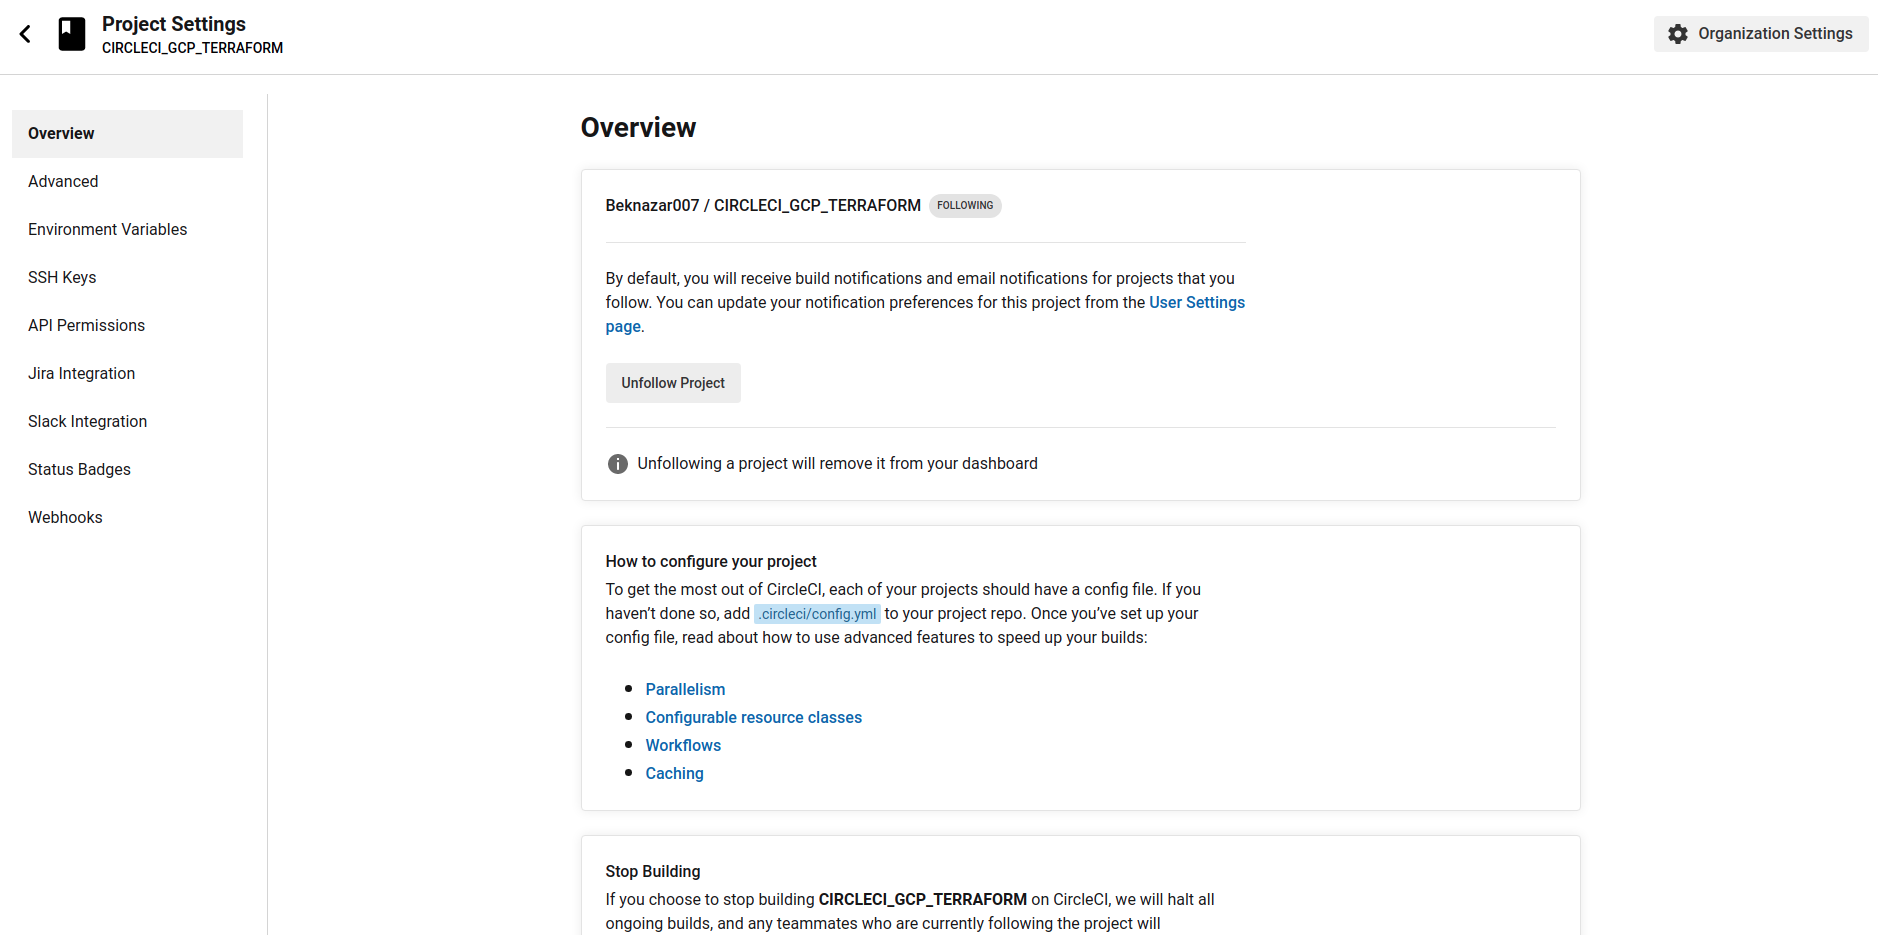 Project Settings
CIRCLECI_GCP_TERRAFORM
Organization Settings
Overview
Advanced
Environment Variables
SSH Keys
API Permissions
Jira Integration
Slack Integration
Status Badges
Webhooks
Overview
Beknazar007 / CIRCLECI_GCP_TERRAFORM FOLLOWING
By default, you will receive build notifications and email notifications for projects that you
follow. You can update your notification preferences for this project from the User Settings
page.
Unfollow Project
Unfollowing a project will remove it from your dashboard
How to configure your project
To get the most out of CircleCI, each of your projects should have a config file. If you
haven’t done so, add .circleci/config.yml to your project repo. Once you’ve set up your
config file, read about how to use advanced features to speed up your builds:
Parallelism
Configurable resource classes
Workflows
Caching
Stop Building
If you choose to stop building CIRCLECI_GCP_TERRAFORM on CircleCI, we will halt all
ongoing builds, and any teammates who are currently following the project will